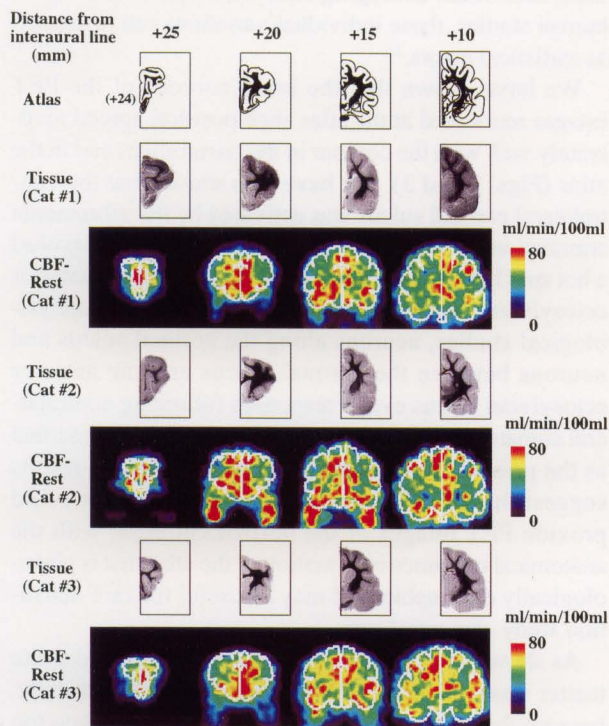 Distance from
interaural line
(mm)
+25 +20 +15 +10
Atlas (+24)
Tissue
(Cat #1)
ml/min/100ml
CBF-
Rest
(Cat #1)
80
0
Tissue
(Cat #2)
ml/min/100ml
CBF-
Rest
(Cat #2)
80
0
Tissue
(Cat #3)
ml/min/100ml
CBF-
Rest
(Cat #3)
80
0